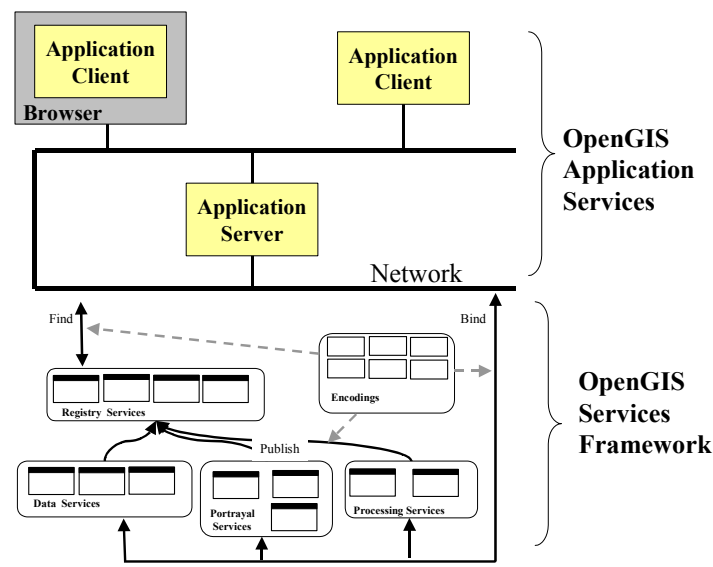 Application
Client
Browser
Application
Client
OpenGIS
Application
Services
Application
Server
Network
Find
Bind
Registry Services
Encodings
OpenGIS
Services
Framework
Publish
Data Services
Portrayal
Services
Processing Services